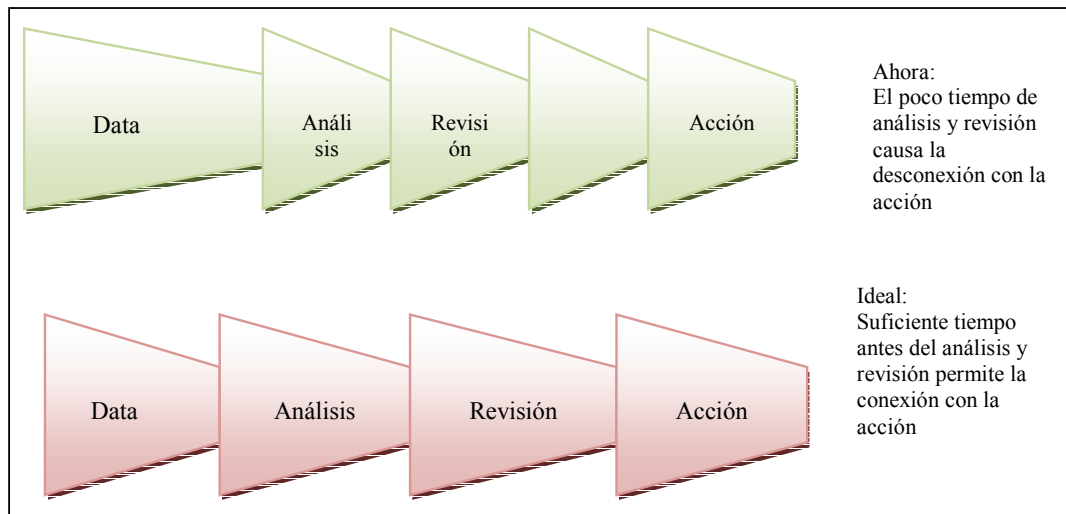 Data
Análi
sis
Revisi
ón
Acción
Ahora:
El poco tiempo de
análisis y revisión
causa la
desconexión con la
acción
Data
Análisis
Revisión
Acción
Ideal:
Suficiente tiempo
antes del análisis y
revisión permite la
conexión con la
acción